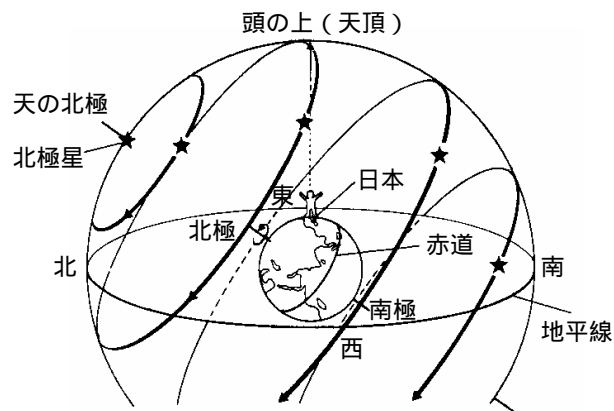 頭の上(天頂)
天の北極
北極星
東
日本
北極
赤道
北
南
南極
地平線
西